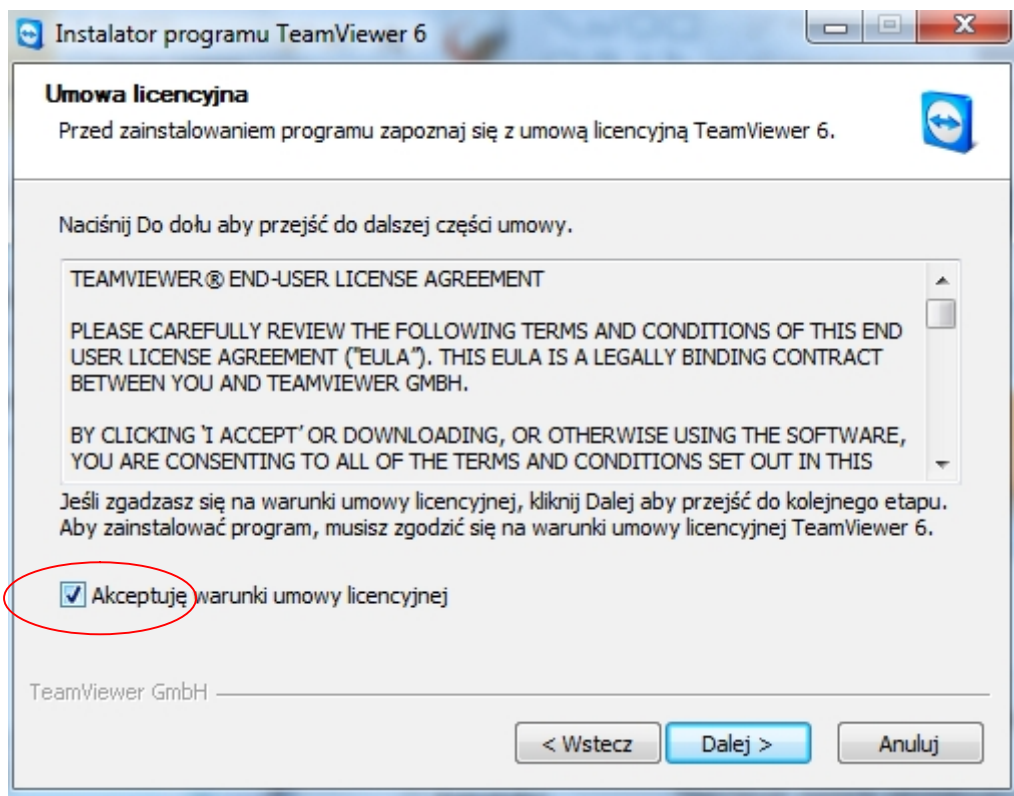 Instalator programu TeamViewer 6
Umowa licencyjna
Przed zainstalowaniem programu zapoznaj się z umową licencyjną TeamViewer 6.
Naciśnij Do dołu aby przejść do dalszej części umowy.
TEAMVIEWER® END-USER LICENSE AGREEMENT
PLEASE CAREFULLY REVIEW THE FOLLOWING TERMS AND CONDITIONS OF THIS END
USER LICENSE AGREEMENT ("EULA"). THIS EULA IS A LEGALLY BINDING CONTRACT
BETWEEN YOU AND TEAMVIEWER GMBH.
BY CLICKING 'I ACCEPT' OR DOWNLOADING, OR OTHERWISE USING THE SOFTWARE,
YOU ARE CONSENTING TO ALL OF THE TERMS AND CONDITIONS SET OUT IN THIS
Jeśli zgadzasz się na warunki umowy licencyjnej, kliknij Dalej aby przejść do kolejnego etapu.
Aby zainstalować program, musisz zgodzić się na warunki umowy licencyjnej TeamViewer 6.
Akceptuję warunki umowy licencyjnej
TeamViewer GmbH
< Wstecz
Dalej >
Anuluj